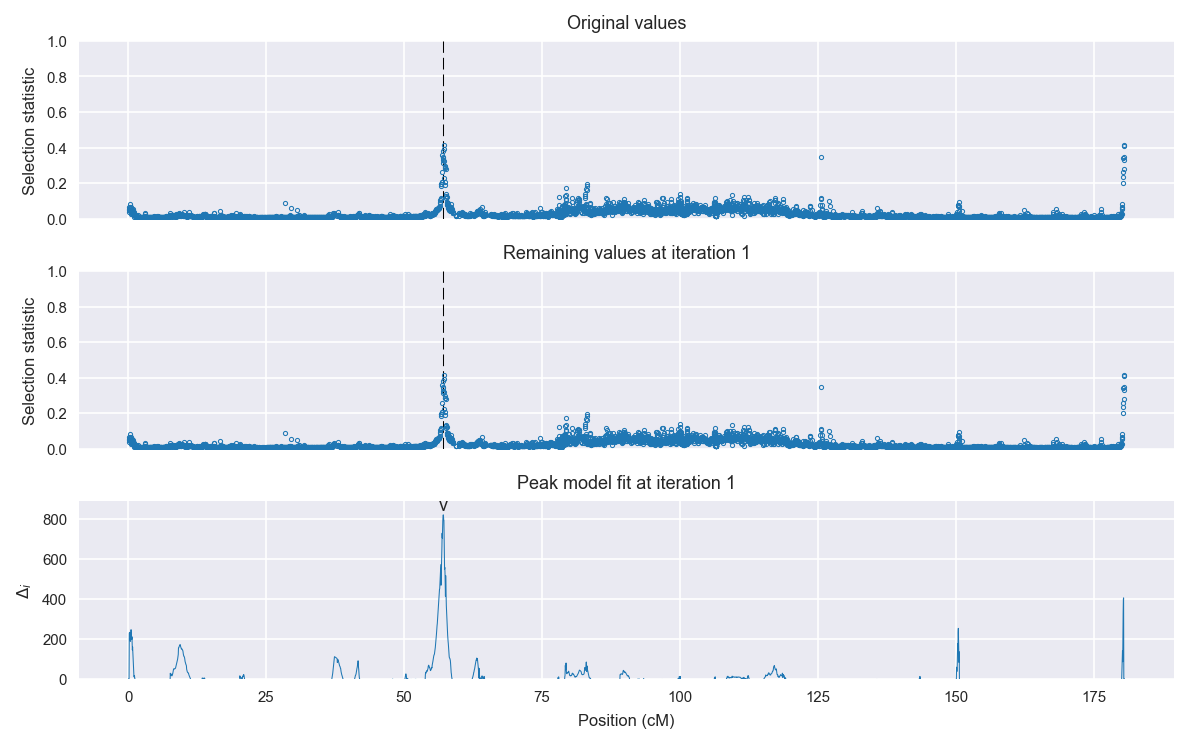 Original values
Selection statistic
1.0
0.8
0.6
0.4
0.2
0.0
Remaining values at iteration 1
Selection statistic
1.0
0.8
0.6
0.4
0.2
0.0
Peak model fit at iteration 1
v
Δi
800
600
400
200
0
0 25 50 75 100 125 150 175
Position (cM)